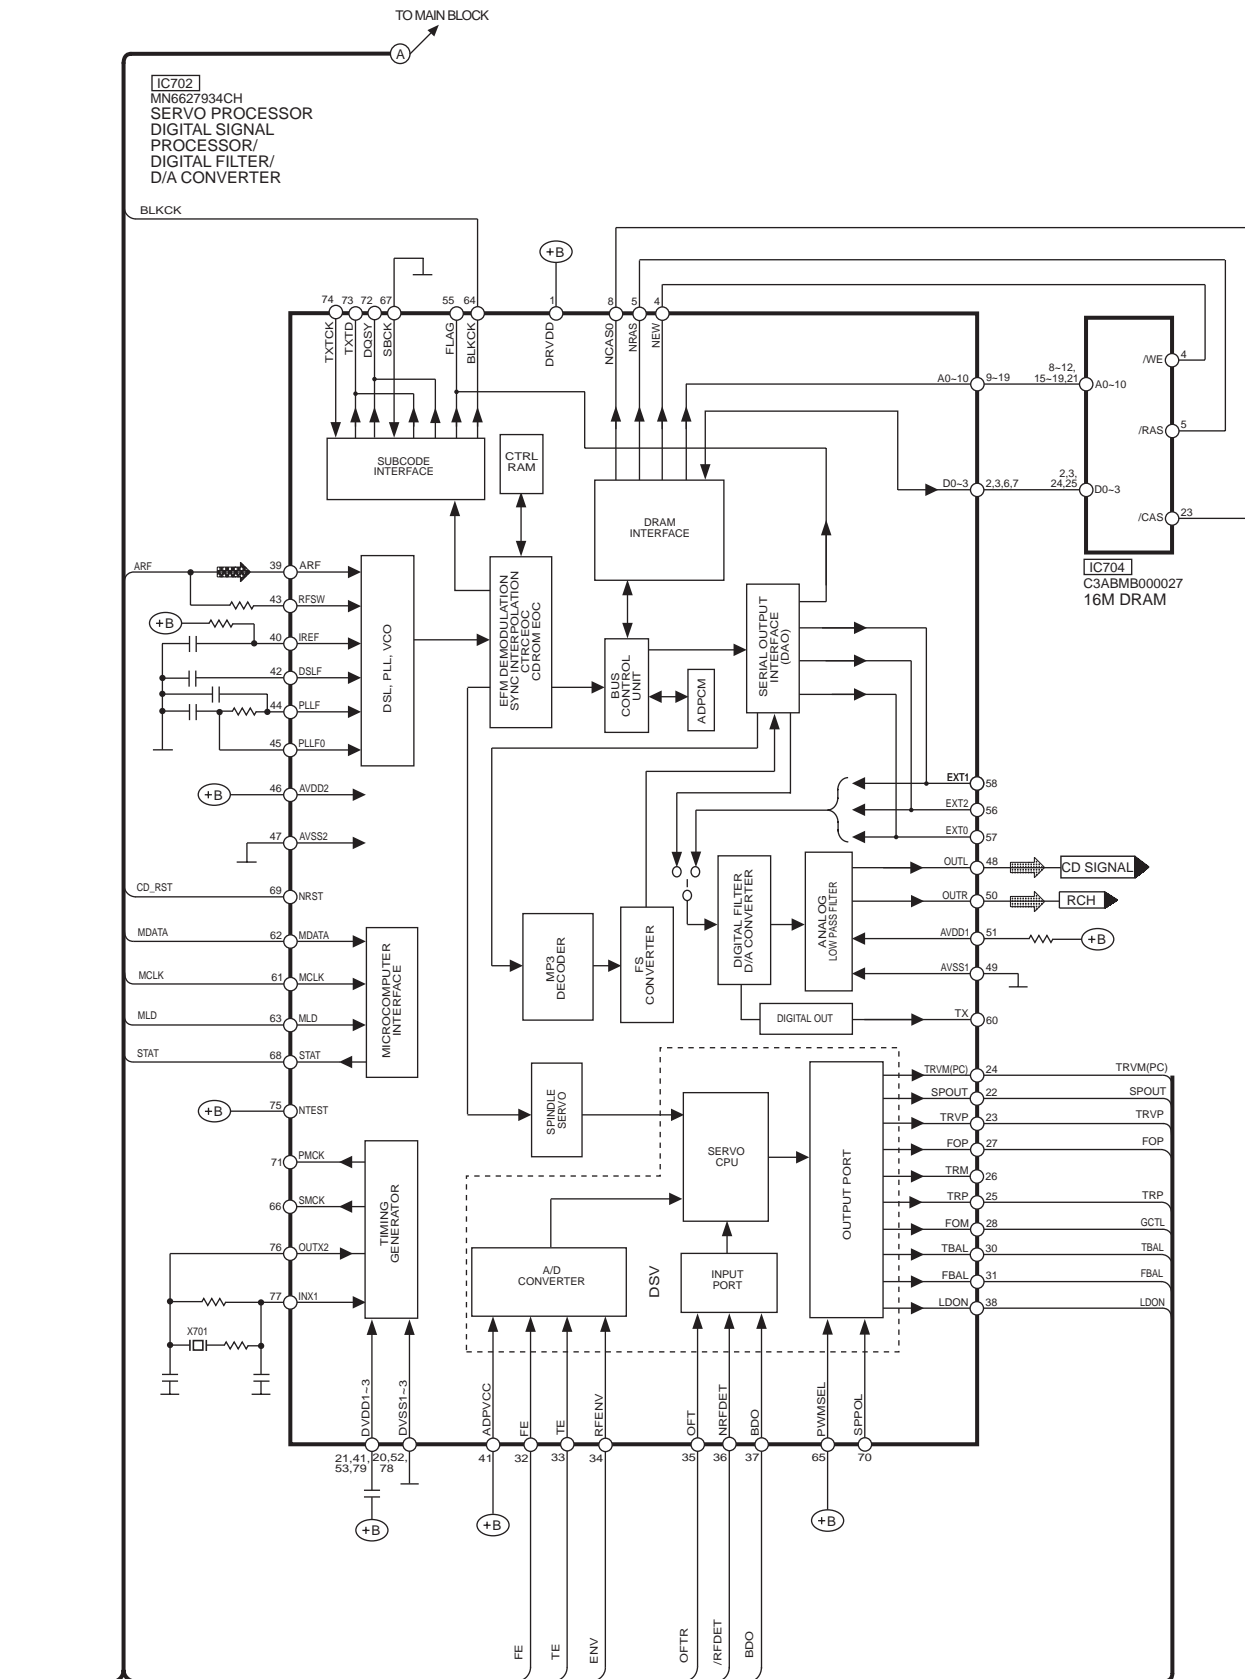 TO MAIN BLOCK
A
IC702
MN6627934CH
SERVO PROCESSOR
DIGITAL SIGNAL
PROCESSOR/
DIGITAL FILTER/
D/A CONVERTER
BLKCK
+B
74 73 72 67 55 64 1 8 5 4
TXTCK
TXTD
DQSY
SBCK
FLAG
BLKCK
DRVDD
NCAS0
NRAS
NEW
/WE 4
A0~10 9~19
8~12,
15~19,21
A0~10
/RAS 5
D0~3 2,3,6,7
2,3,
24,25
D0~3
/CAS 23
IC704
C3ABMB000027
16M DRAM
SUBCODE
INTERFACE
CTRL
RAM
DRAM
INTERFACE
ARF 39 ARF
43 RFSW
+B
40 IREF
42 DSLF
44 PLLF
45 PLLF0
+B 46 AVDD2
47 AVSS2
DSL, PLL, VCO
EFM DEMODULATION
SYNC INTERPOLATION
CTRCEOC
CDROM EOC
BUS
CONTROL
UNIT
ADPCM
SERIAL OUTPUT
INTERFACE
(DAO)
EXT1 58
EXT2 56
EXT0 57
OUTL 48 CD SIGNAL
OUTR 50 RCH
AVDD1 51 +B
AVSS1 49
TX 60
CD_RST 69 NRST
MDATA 62 MDATA
MCLK 61 MCLK
MLD 63 MLD
STAT 68 STAT
+B 75 NTEST
MICROCOMPUTER
INTERFACE
MP3
DECODER
FS
CONVERTER
DIGITAL FILTER
D/A CONVERTER
ANALOG
LOW PASS FILTER
DIGITAL OUT
SPINDLE
SERVO
SERVO
CPU
OUTPUT PORT
71 PMCK
66 SMCK
76 OUTX2
77 INX1
X701
TIMING
GENERATOR
A/D
CONVERTER
DSV
INPUT
PORT
TRVM(PC) 24 TRVM(PC)
SPOUT 22 SPOUT
TRVP 23 TRVP
FOP 27 FOP
TRM 26
TRP 25 TRP
FOM 28 GCTL
TBAL 30 TBAL
FBAL 31 FBAL
LDON 38 LDON
DVDD1~3
DVSS1~3
ADPVCC
FE
TE
RFENV
OFT
NRFDET
BDO
PWMSEL
SPPOL
21,41,
53,79
20,52,
78
41 32 33 34 35 36 37 65 70
+B
+B
+B
FE
TE
ENV
OFTR
/RFDET
BDO